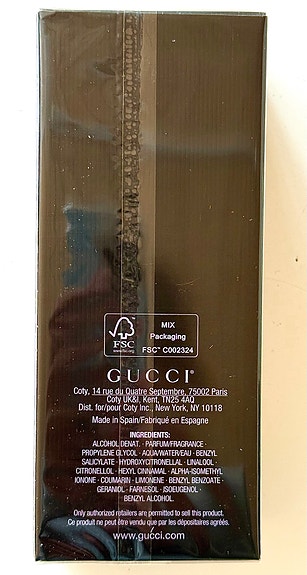 MIX
Packaging
FSC
www.fsc.org
FSC™ C002324
GUCCI®
Coty, 14 rue du Quatre Septembre, 75002 Paris
Coty UK&I, Kent, TN25 4AQ
Dist. for/pour Coty Inc., New York, NY 10118
Made in Spain/Fabriqué en Espagne
INGREDIENTS:
ALCOHOL DENAT. · PARFUM/FRAGRANCE ·
PROPYLENE GLYCOL · AQUA/WATER/EAU · BENZYL
SALICYLATE · HYDROXYCITRONELLAL · LINALOOL ·
CITRONELLOL · HEXYL CINNAMAL · ALPHA-ISOMETHYL
IONONE · COUMARIN · LIMONENE · BENZYL BENZOATE ·
GERANIOL · FARNESOL · ISOEUGENOL ·
BENZYL ALCOHOL.
Only authorized retailers are permitted to sell this product.
Ce produit ne peut être vendu que par les dépositaires agréés.
www.gucci.com